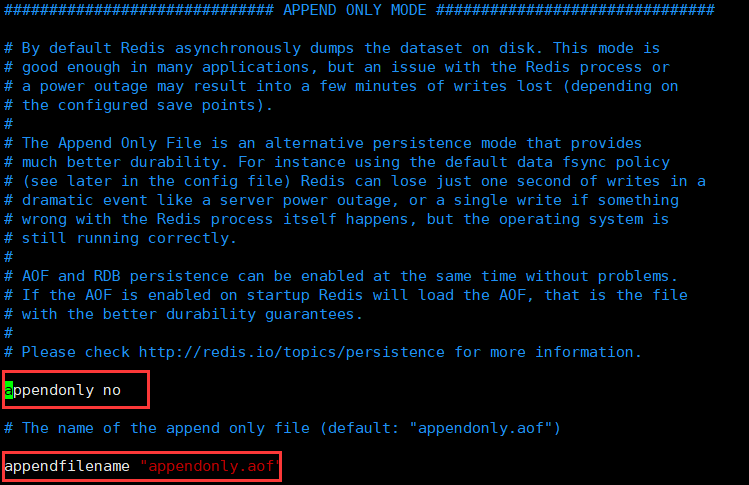 ############################## APPEND ONLY MODE ###############################
# By default Redis asynchronously dumps the dataset on disk. This mode is
# good enough in many applications, but an issue with the Redis process or
# a power outage may result into a few minutes of writes lost (depending on
# the configured save points).
#
# The Append Only File is an alternative persistence mode that provides
# much better durability. For instance using the default data fsync policy
# (see later in the config file) Redis can lose just one second of writes in a
# dramatic event like a server power outage, or a single write if something
# wrong with the Redis process itself happens, but the operating system is
# still running correctly.
#
# AOF and RDB persistence can be enabled at the same time without problems.
# If the AOF is enabled on startup Redis will load the AOF, that is the file
# with the better durability guarantees.
#
# Please check http://redis.io/topics/persistence for more information.
appendonly no
# The name of the append only file (default: "appendonly.aof")
appendfilename "appendonly.aof"